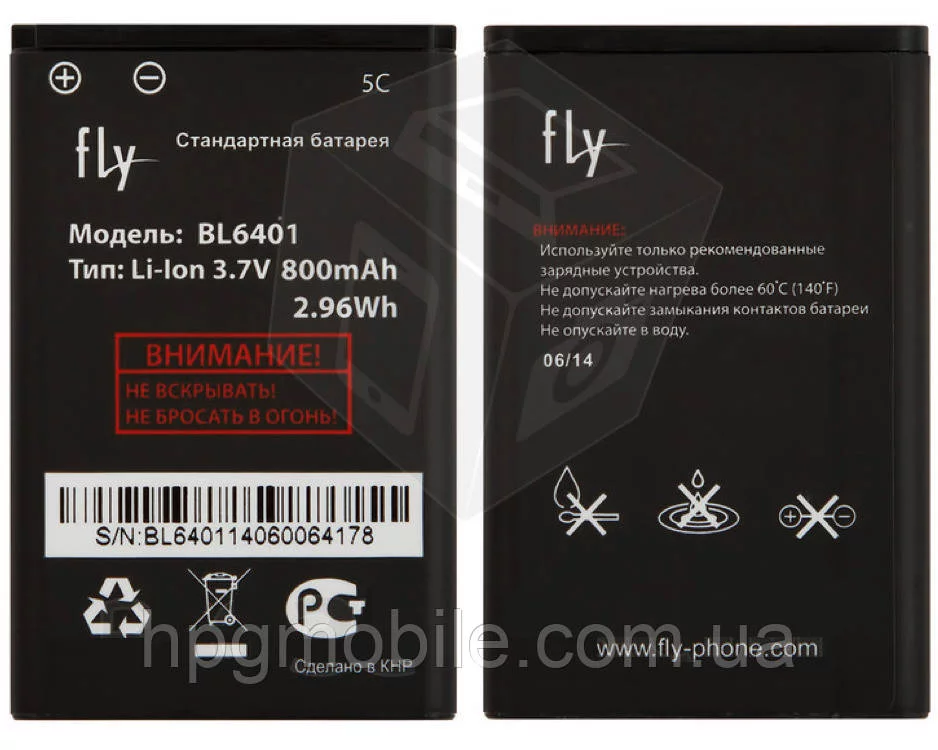 5C
fly
Стандартная батарея
Модель: BL6401
Тип: Li-Ion 3.7V 800mAh
2.96Wh
ВНИМАНИЕ!
НЕ ВСКРЫВАТЬ!
НЕ БРОСАТЬ В ОГОНЬ!
S/N:BL640114060064178
РСТ
Сделано в КНР
fly
ВНИМАНИЕ:
Используйте только рекомендованные
зарядные устройства.
Не допускайте нагрева более 60°С (140°F)
Не допускайте замыкания контактов батареи
Не опускайте в воду.
06/14
www.fly-phone.com
hpgmobile.com.ua